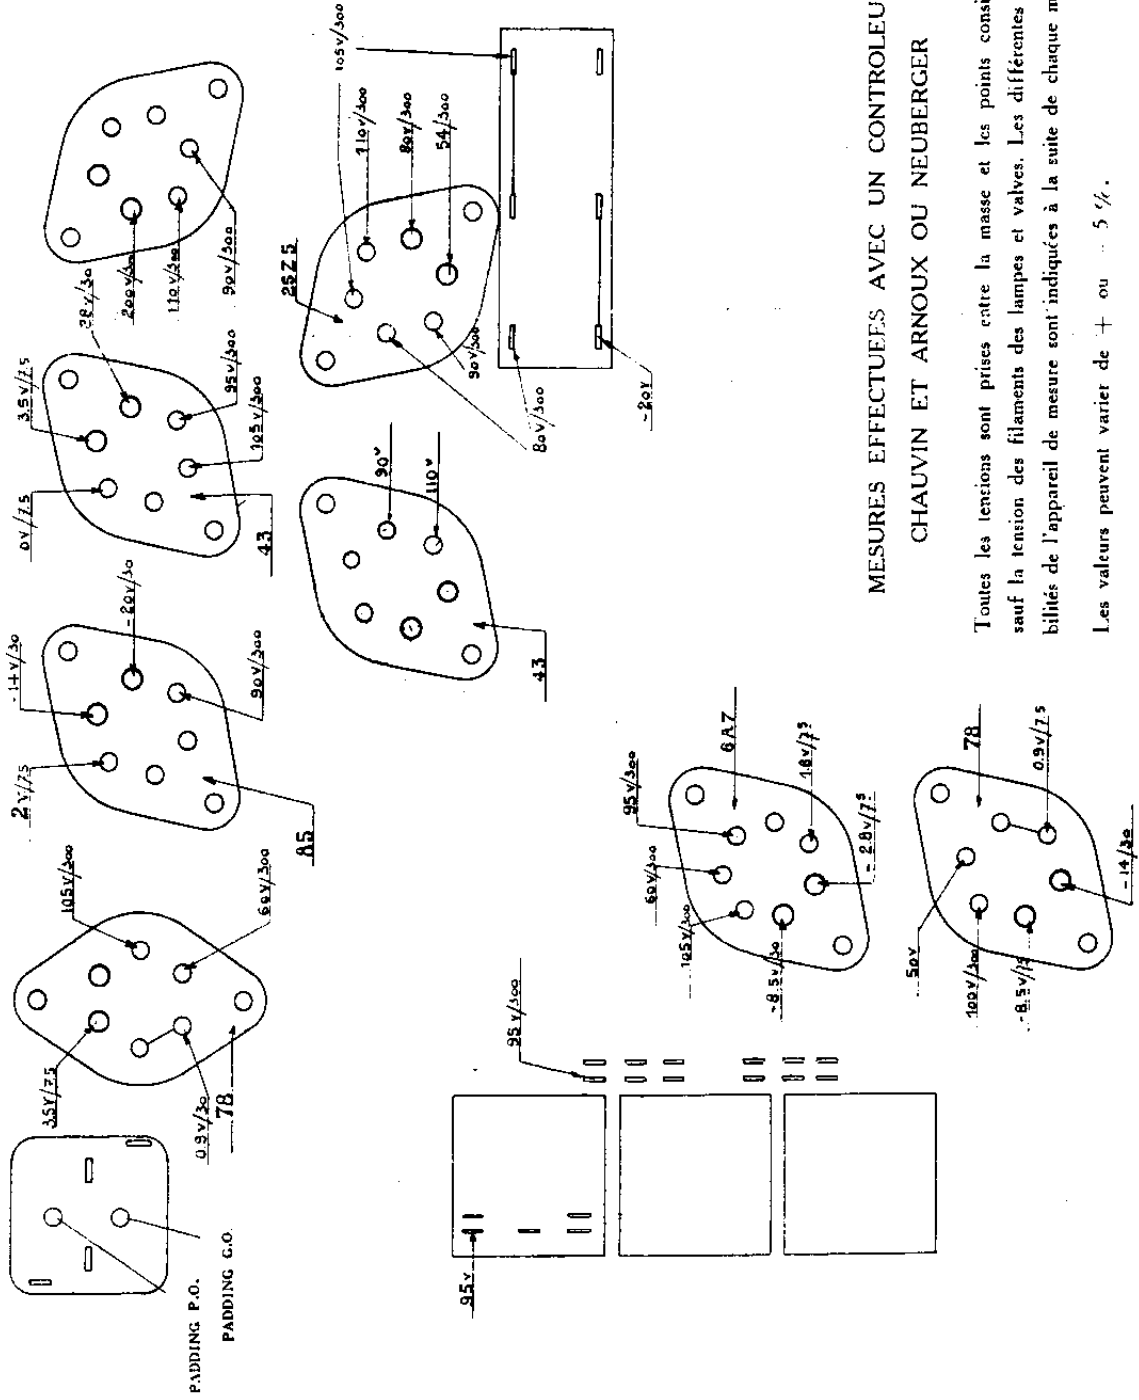 MESURES EFFECTUEES AVEC UN CONTROLEU
CHAUVIN ET ARNOUX OU NEUBERGER
Toutes les tensions sont prises entre la masse et les points consi
sauf la tension des filaments des lampes et valves. Les différentes
bilités de l'appareil de mesure sont indiquées à la suite de chaque m
Les valeurs peuvent varier de + ou - 5 %.
PADDING P.O.
PADDING G.O.
3.5V/7.5
0.9V/30
78
105V/300
60V/300
2V/7.5
-14V/30
-20V/30
90V/300
85
0V/7.5
3.5V/7.5
28V/30
95V/300
105V/300
43
200V/300
110V/300
90V/300
43
90V
110V
25Z5
105V/300
110V/300
80V/300
54/300
90V/300
80V/300
-20V
95V
95V/300
105V/300
60V/300
95V/300
6A7
1.8V/7.5
-2.8V/7.5
-8.5V/30
50V
100V/300
-8.5V/75
78
0.9V/7.5
-14/30